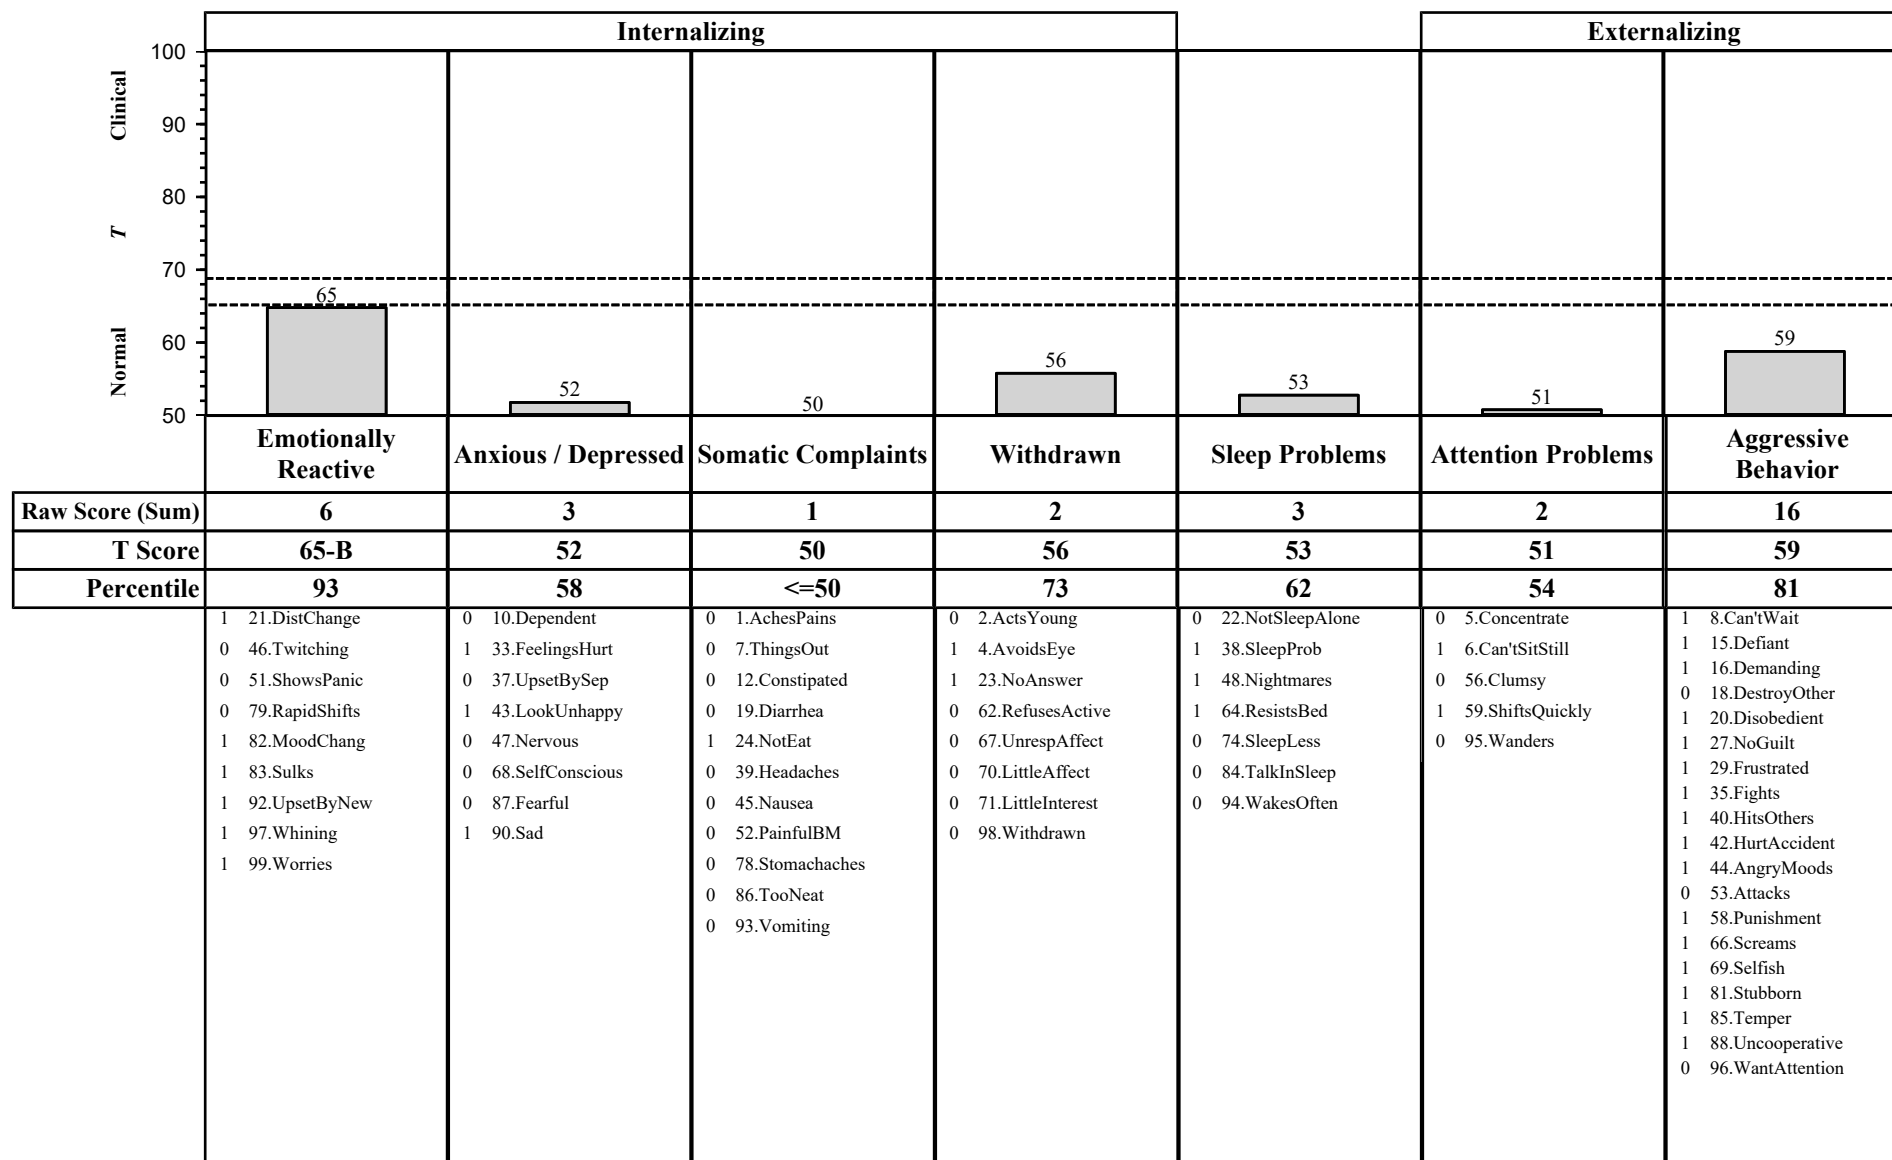 Internalizing Externalizing
100
90
80
70
60
50
Clinical
T
Normal
65 52 50 56 53 51 59
Emotionally Reactive Anxious / Depressed Somatic Complaints Withdrawn Sleep Problems Attention Problems Aggressive Behavior
Raw Score (Sum) 6 3 1 2 3 2 16
T Score 65-B 52 50 56 53 51 59
Percentile 93 58 <=50 73 62 54 81
1 21.DistChange
0 46.Twitching
0 51.ShowsPanic
0 79.RapidShifts
1 82.MoodChang
1 83.Sulks
1 92.UpsetByNew
1 97.Whining
1 99.Worries
0 10.Dependent
1 33.FeelingsHurt
0 37.UpsetBySep
1 43.LookUnhappy
0 47.Nervous
0 68.SelfConscious
0 87.Fearful
1 90.Sad
0 1.AchesPains
0 7.ThingsOut
0 12.Constipated
0 19.Diarrhea
1 24.NotEat
0 39.Headaches
0 45.Nausea
0 52.PainfulBM
0 78.Stomachaches
0 86.TooNeat
0 93.Vomiting
0 2.ActsYoung
1 4.AvoidsEye
1 23.NoAnswer
0 62.RefusesActive
0 67.UnrespAffect
0 70.LittleAffect
0 71.LittleInterest
0 98.Withdrawn
0 22.NotSleepAlone
1 38.SleepProb
1 48.Nightmares
1 64.ResistsBed
0 74.SleepLess
0 84.TalkInSleep
0 94.WakesOften
0 5.Concentrate
1 6.Can'tSitStill
0 56.Clumsy
1 59.ShiftsQuickly
0 95.Wanders
1 8.Can'tWait
1 15.Defiant
1 16.Demanding
0 18.DestroyOther
1 20.Disobedient
1 27.NoGuilt
1 29.Frustrated
1 35.Fights
1 40.HitsOthers
1 42.HurtAccident
1 44.AngryMoods
0 53.Attacks
1 58.Punishment
1 66.Screams
1 69.Selfish
1 81.Stubborn
1 85.Temper
1 88.Uncooperative
0 96.WantAttention